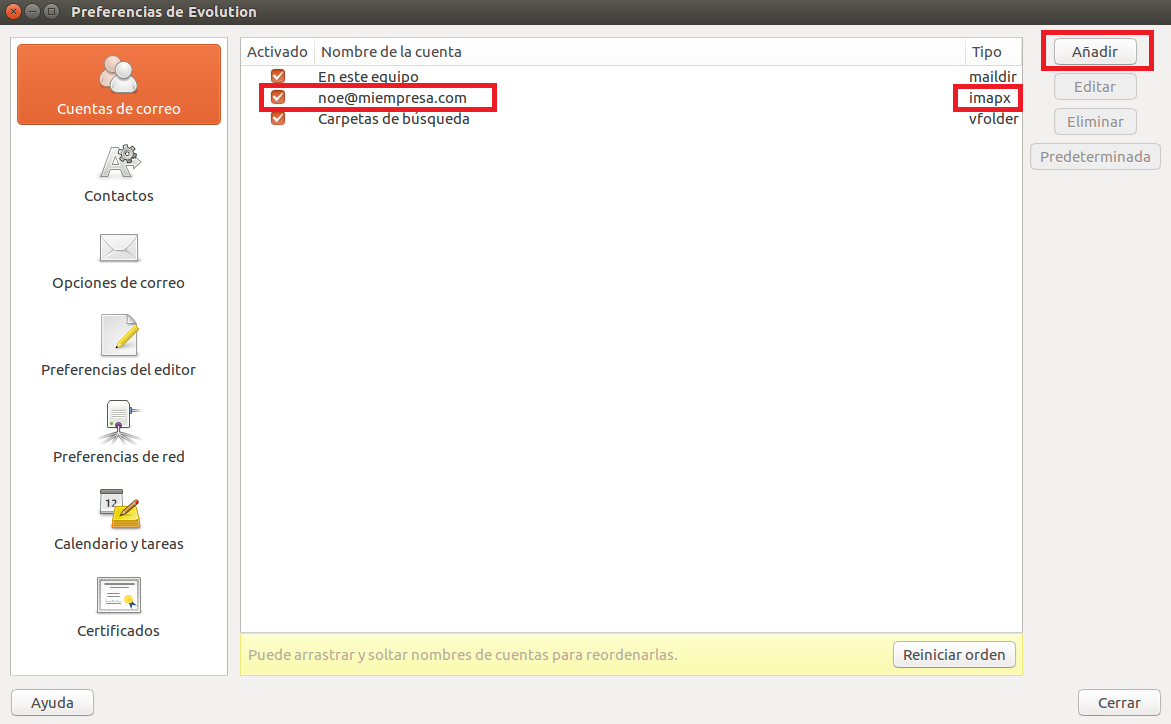 Preferencias de Evolution
Cuentas de correo
Contactos
Opciones de correo
Preferencias del editor
Preferencias de red
12
Calendario y tareas
Certificados
Activado Nombre de la cuenta Tipo
En este equipo maildir
noe@miempresa.com imapx
Carpetas de búsqueda vfolder
Añadir
Editar
Eliminar
Predeterminada
Puede arrastrar y soltar nombres de cuentas para reordenarlas.
Reiniciar orden
Ayuda
Cerrar